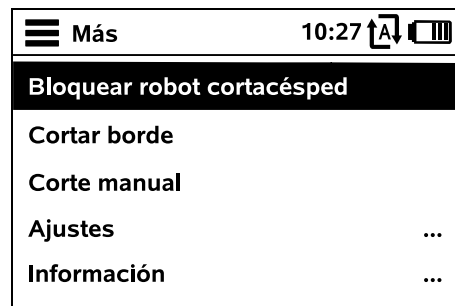 Más 10:27 A
Bloquear robot cortacésped
Cortar borde
Corte manual
Ajustes ...
Información ...